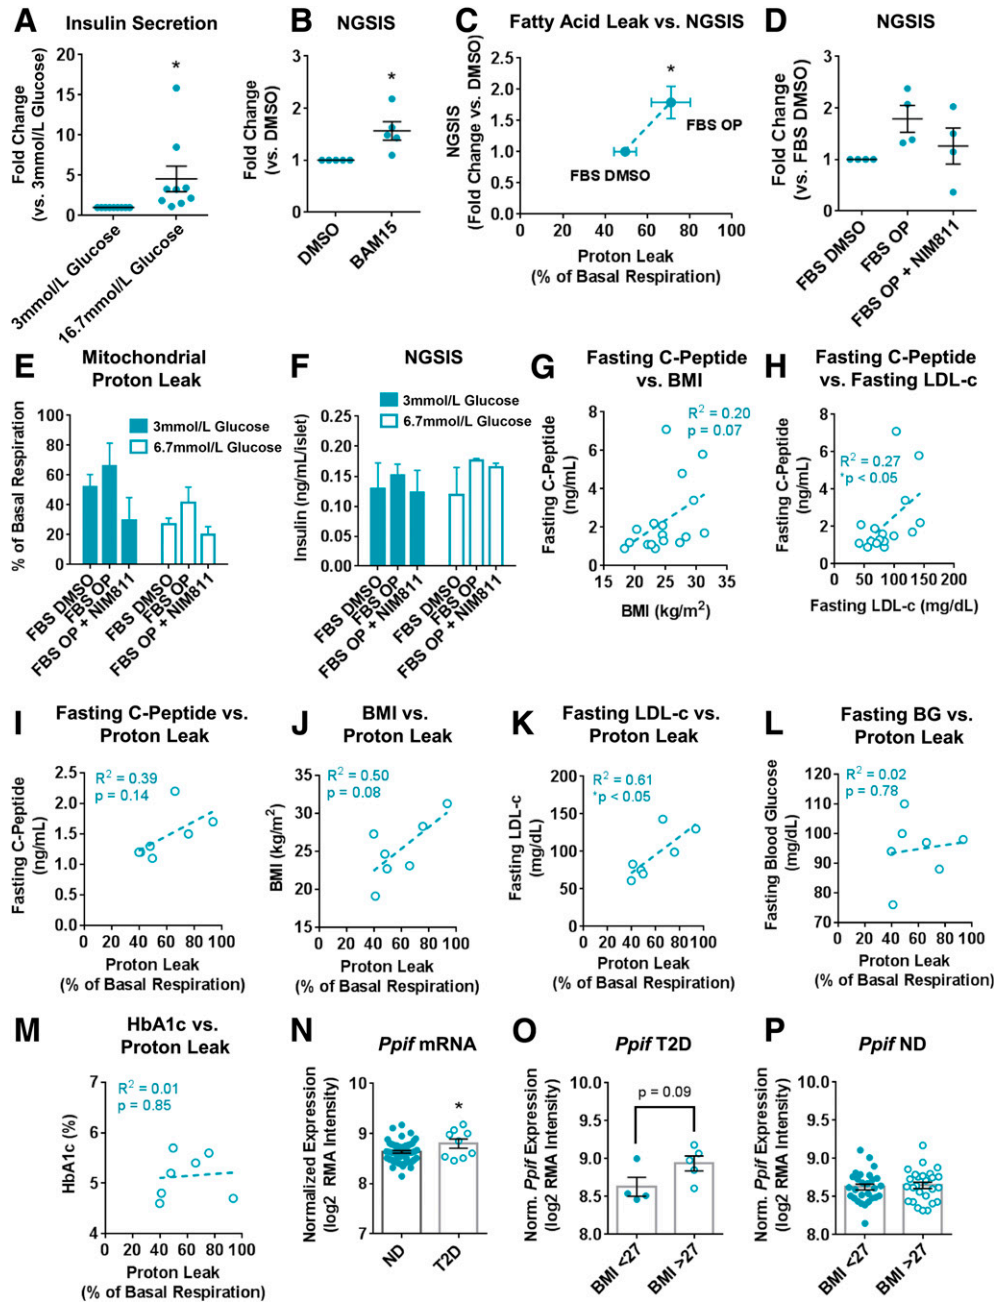 A
Insulin Secretion
Fold Change
(vs. 3mmol/L Glucose)
20
15
10
5
0
*
3mmol/L Glucose
16.7mmol/L Glucose
B
NGSIS
Fold Change
(vs. DMSO)
3
2
1
0
*
DMSO
BAM15
C
Fatty Acid Leak vs. NGSIS
NGSIS
(Fold Change vs. DMSO)
2.5
2.0
1.5
1.0
0.5
0.0
*
FBS OP
FBS DMSO
0 20 40 60 80 100
Proton Leak
(% of Basal Respiration)
D
NGSIS
Fold Change
(vs. FBS DMSO)
3
2
1
0
FBS DMSO
FBS OP
FBS OP + NIM811
E
Mitochondrial
Proton Leak
% of Basal Respiration
100
80
60
40
20
0
3mmol/L Glucose
6.7mmol/L Glucose
FBS DMSO
FBS OP
FBS OP + NIM811
FBS DMSO
FBS OP
FBS OP + NIM811
F
NGSIS
Insulin (ng/mL/islet)
0.25
0.20
0.15
0.10
0.05
0.00
3mmol/L Glucose
6.7mmol/L Glucose
FBS DMSO
FBS OP
FBS OP + NIM811
FBS DMSO
FBS OP
FBS OP + NIM811
G
Fasting C-Peptide
vs. BMI
Fasting C-Peptide
(ng/mL)
8
6
4
2
0
R² = 0.20
p = 0.07
15 20 25 30 35
BMI (kg/m²)
H
Fasting C-Peptide
vs. Fasting LDL-c
Fasting C-Peptide
(ng/mL)
8
6
4
2
0
R² = 0.27
*p < 0.05
0 50 100 150 200
Fasting LDL-c (mg/dL)
I
Fasting C-Peptide vs.
Proton Leak
Fasting C-Peptide
(ng/mL)
2.5
2.0
1.5
1.0
0.5
0.0
R² = 0.39
p = 0.14
0 20 40 60 80 100
Proton Leak
(% of Basal Respiration)
J
BMI vs.
Proton Leak
BMI (kg/m²)
35
30
25
20
15
R² = 0.50
p = 0.08
0 20 40 60 80 100
Proton Leak
(% of Basal Respiration)
K
Fasting LDL-c vs.
Proton Leak
Fasting LDL-c
(mg/dL)
200
150
100
50
0
R² = 0.61
*p < 0.05
0 20 40 60 80 100
Proton Leak
(% of Basal Respiration)
L
Fasting BG vs.
Proton Leak
Fasting Blood Glucose
(mg/dL)
120
110
100
90
80
70
R² = 0.02
p = 0.78
0 20 40 60 80 100
Proton Leak
(% of Basal Respiration)
M
HbA1c vs.
Proton Leak
HbA1c (%)
7
6
5
4
R² = 0.01
p = 0.85
0 20 40 60 80 100
Proton Leak
(% of Basal Respiration)
N
Ppif mRNA
Normalized Expression
(log2 RMA Intensity)
10
9
8
7
*
ND
T2D
O
Ppif T2D
Norm. Ppif Expression
(log2 RMA Intensity)
10.0
9.5
9.0
8.5
8.0
p = 0.09
BMI <27
BMI >27
P
Ppif ND
Norm. Ppif Expression
(log2 RMA Intensity)
10.0
9.5
9.0
8.5
8.0
BMI <27
BMI >27